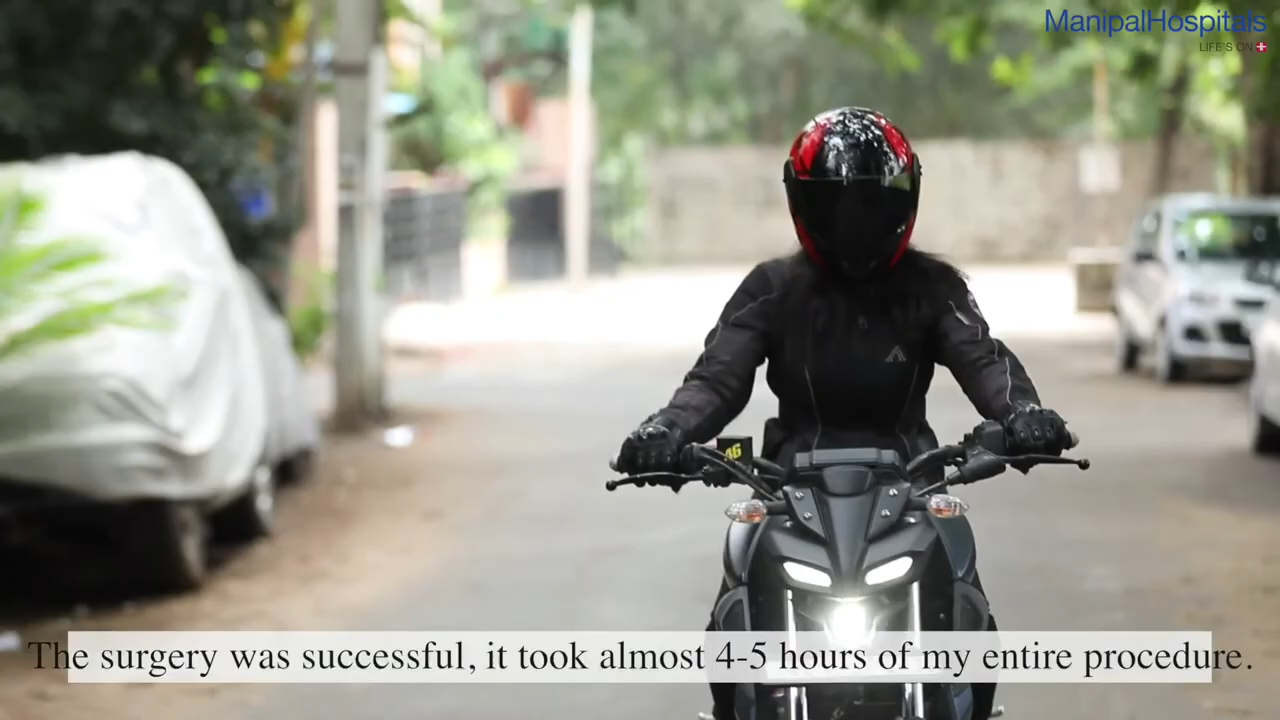 ManipalHospitals
LIFE'S ON
46
The surgery was successful, it took almost 4-5 hours of my entire procedure.